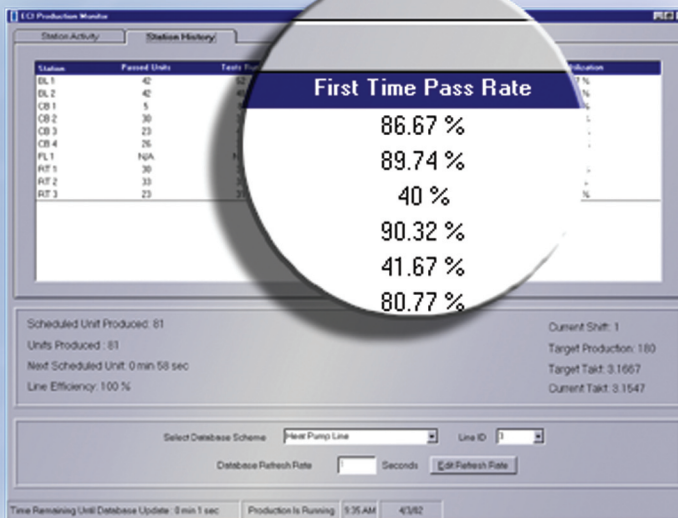 ECI Production Monitor
Station Activity Station History
Station Passed Units Tests Run First Time Pass Rate Utilization
BL 1 42 52 86.67 %
BL 2 42 89.74 %
CB 1 5 40 %
CB 2 30 90.32 %
CB 3 23 41.67 %
CB 4 26 80.77 %
FL 1 N/A
RT 1 30
RT 2 33
RT 3 23
Scheduled Unit Produced: 81
Units Produced : 81
Next Scheduled Unit: 0 min 58 sec
Line Efficiency: 100 %
Current Shift: 1
Target Production: 180
Target Takt: 3.1667
Current Takt: 3.1547
Select Database Scheme Heat Pump Line Line ID 3
Database Refresh Rate 1 Seconds Edit Refresh Rate
Time Remaining Until Database Update: 0 min 1 sec Production Is Running 9:35 AM 4/3/02